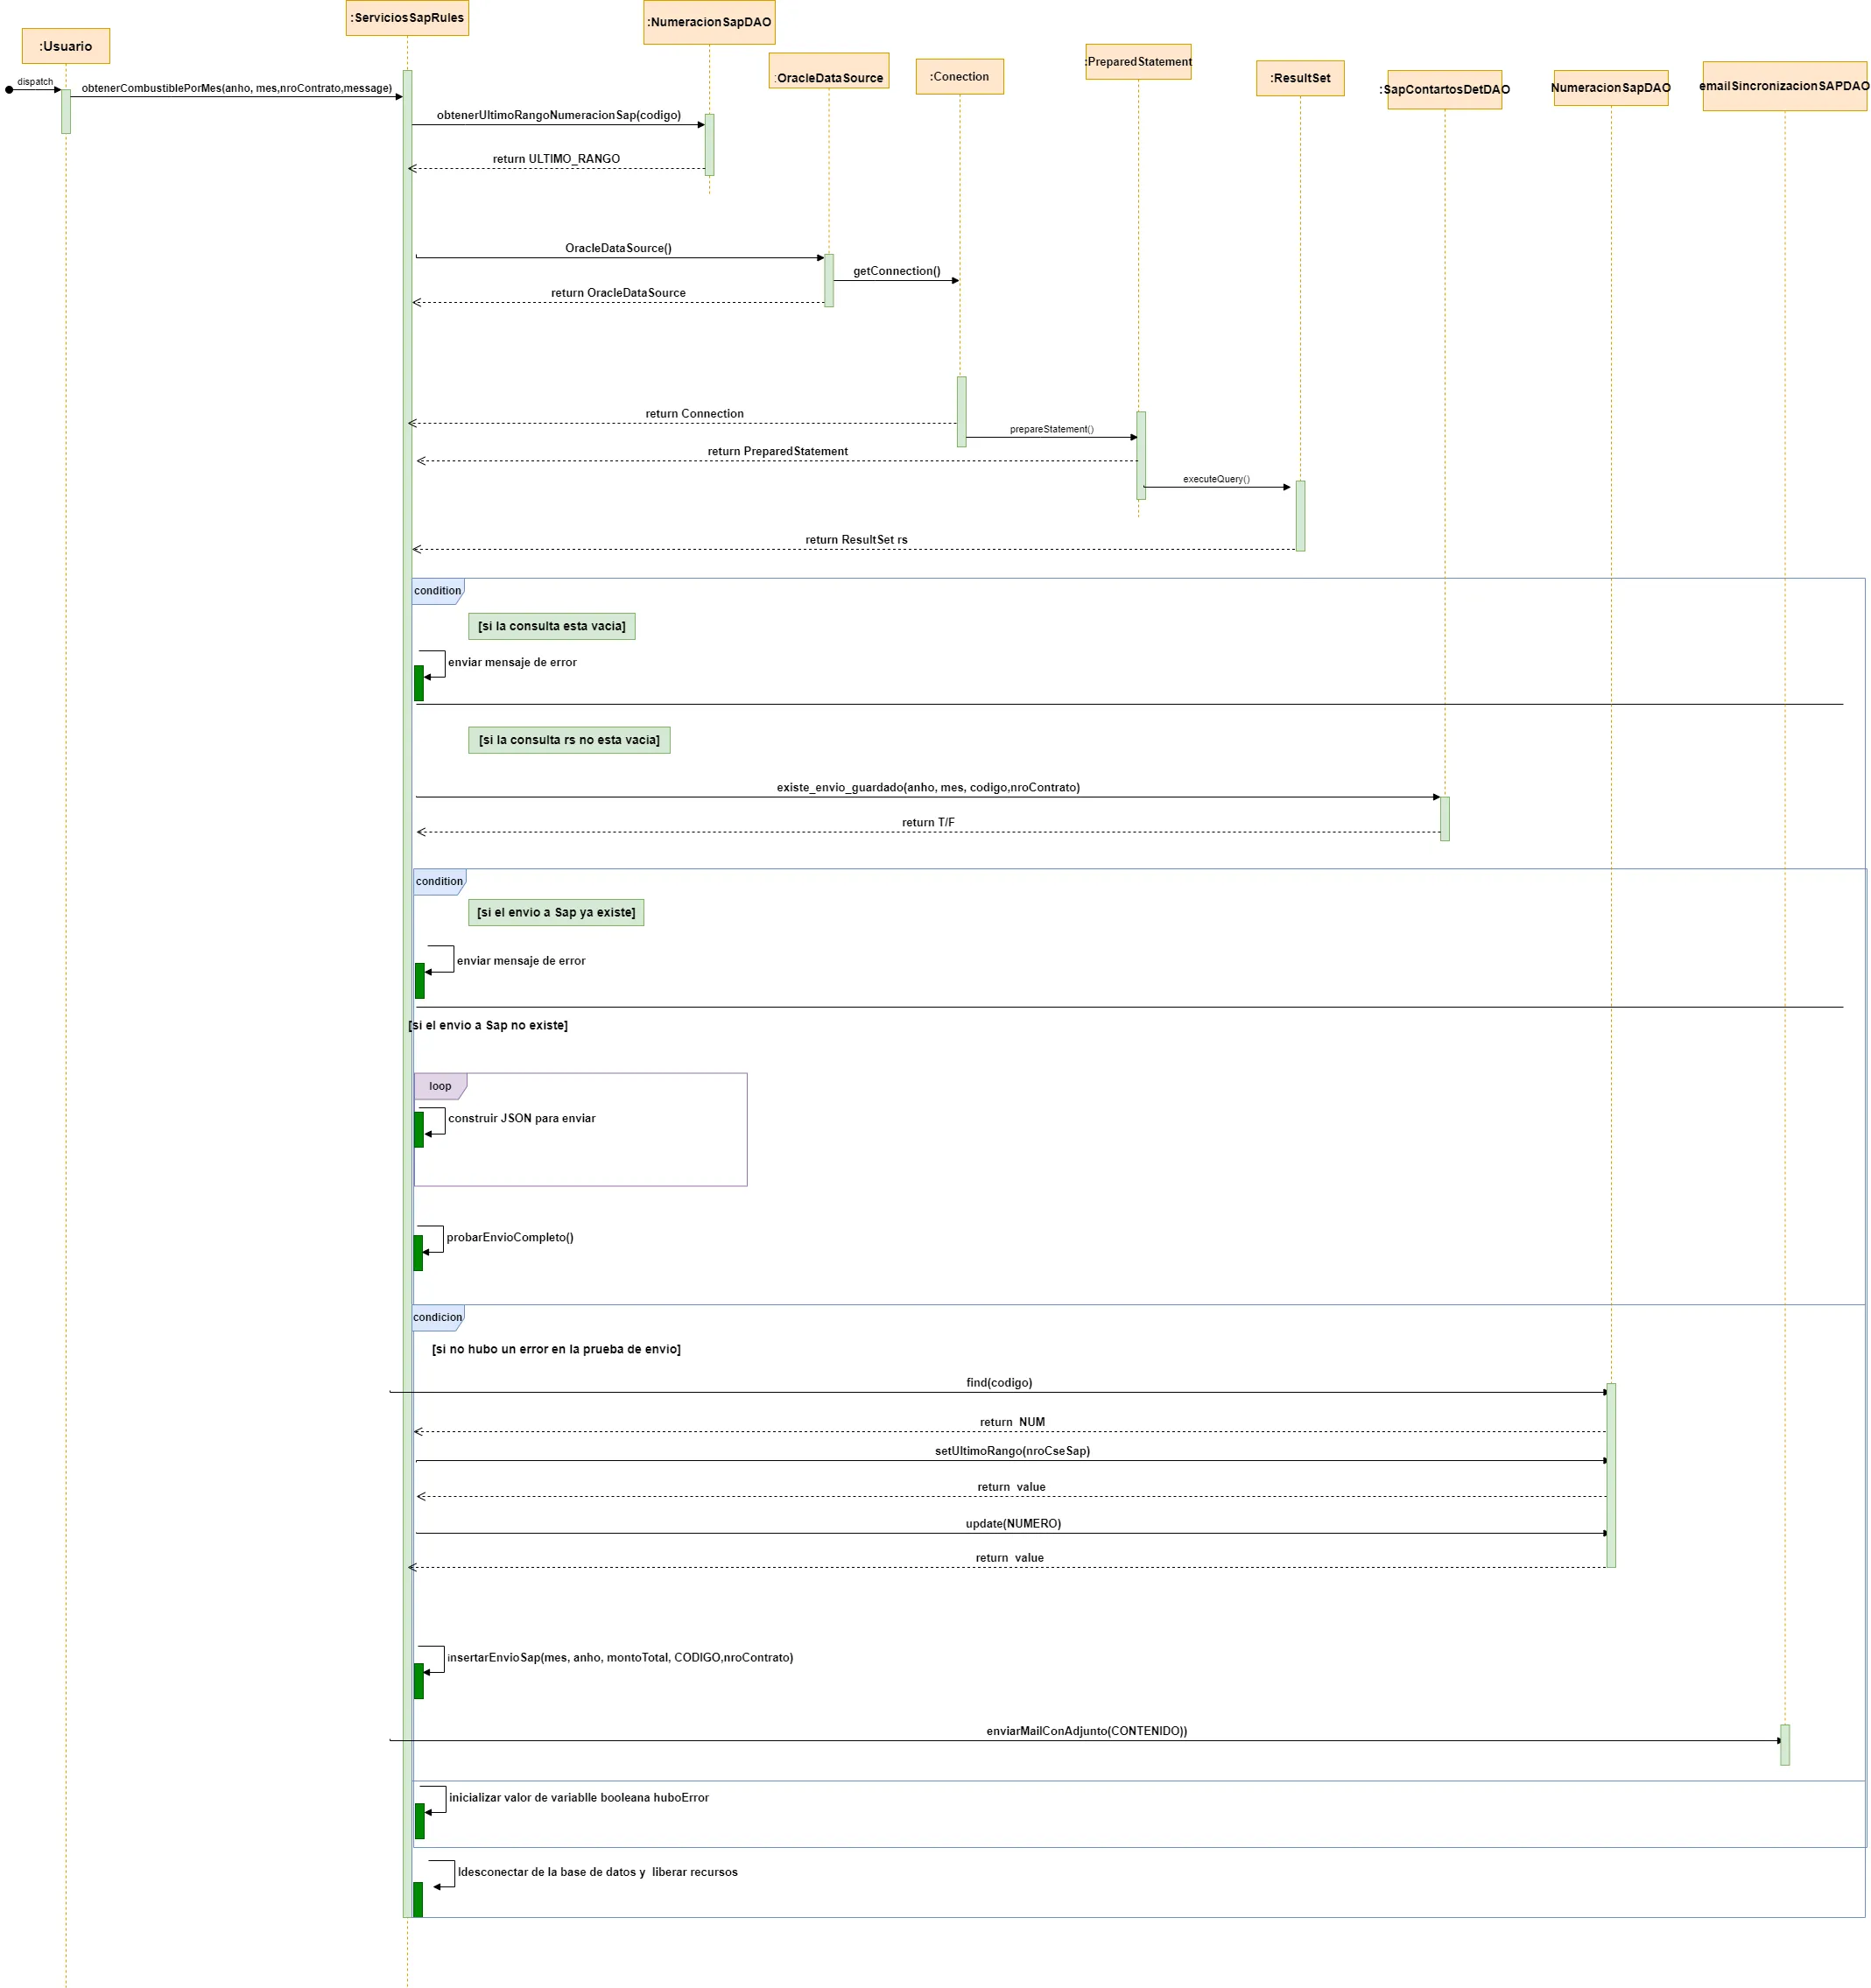 :Usuario
:ServiciosSapRules
:NumeracionSapDAO
:OracleDataSource
:Conection
:PreparedStatement
:ResultSet
:SapContartosDetDAO
NumeracionSapDAO
emailSincronizacionSAPDAO
dispatch
obtenerCombustiblePorMes(anho, mes,nroContrato,message)
obtenerUltimoRangoNumeracionSap(codigo)
return ULTIMO_RANGO
OracleDataSource()
getConnection()
return OracleDataSource
return Connection
prepareStatement()
return PreparedStatement
executeQuery()
return ResultSet rs
condition
[si la consulta esta vacia]
enviar mensaje de error
[si la consulta rs no esta vacia]
existe_envio_guardado(anho, mes, codigo,nroContrato)
return T/F
condition
[si el envio a Sap ya existe]
enviar mensaje de error
[si el envio a Sap no existe]
loop
construir JSON para enviar
probarEnvioCompleto()
condicion
[si no hubo un error en la prueba de envio]
find(codigo)
return  NUM
setUltimoRango(nroCseSap)
return  value
update(NUMERO)
return  value
insertarEnvioSap(mes, anho, montoTotal, CODIGO,nroContrato)
enviarMailConAdjunto(CONTENIDO))
inicializar valor de variablle booleana huboError
ldesconectar de la base de datos y  liberar recursos